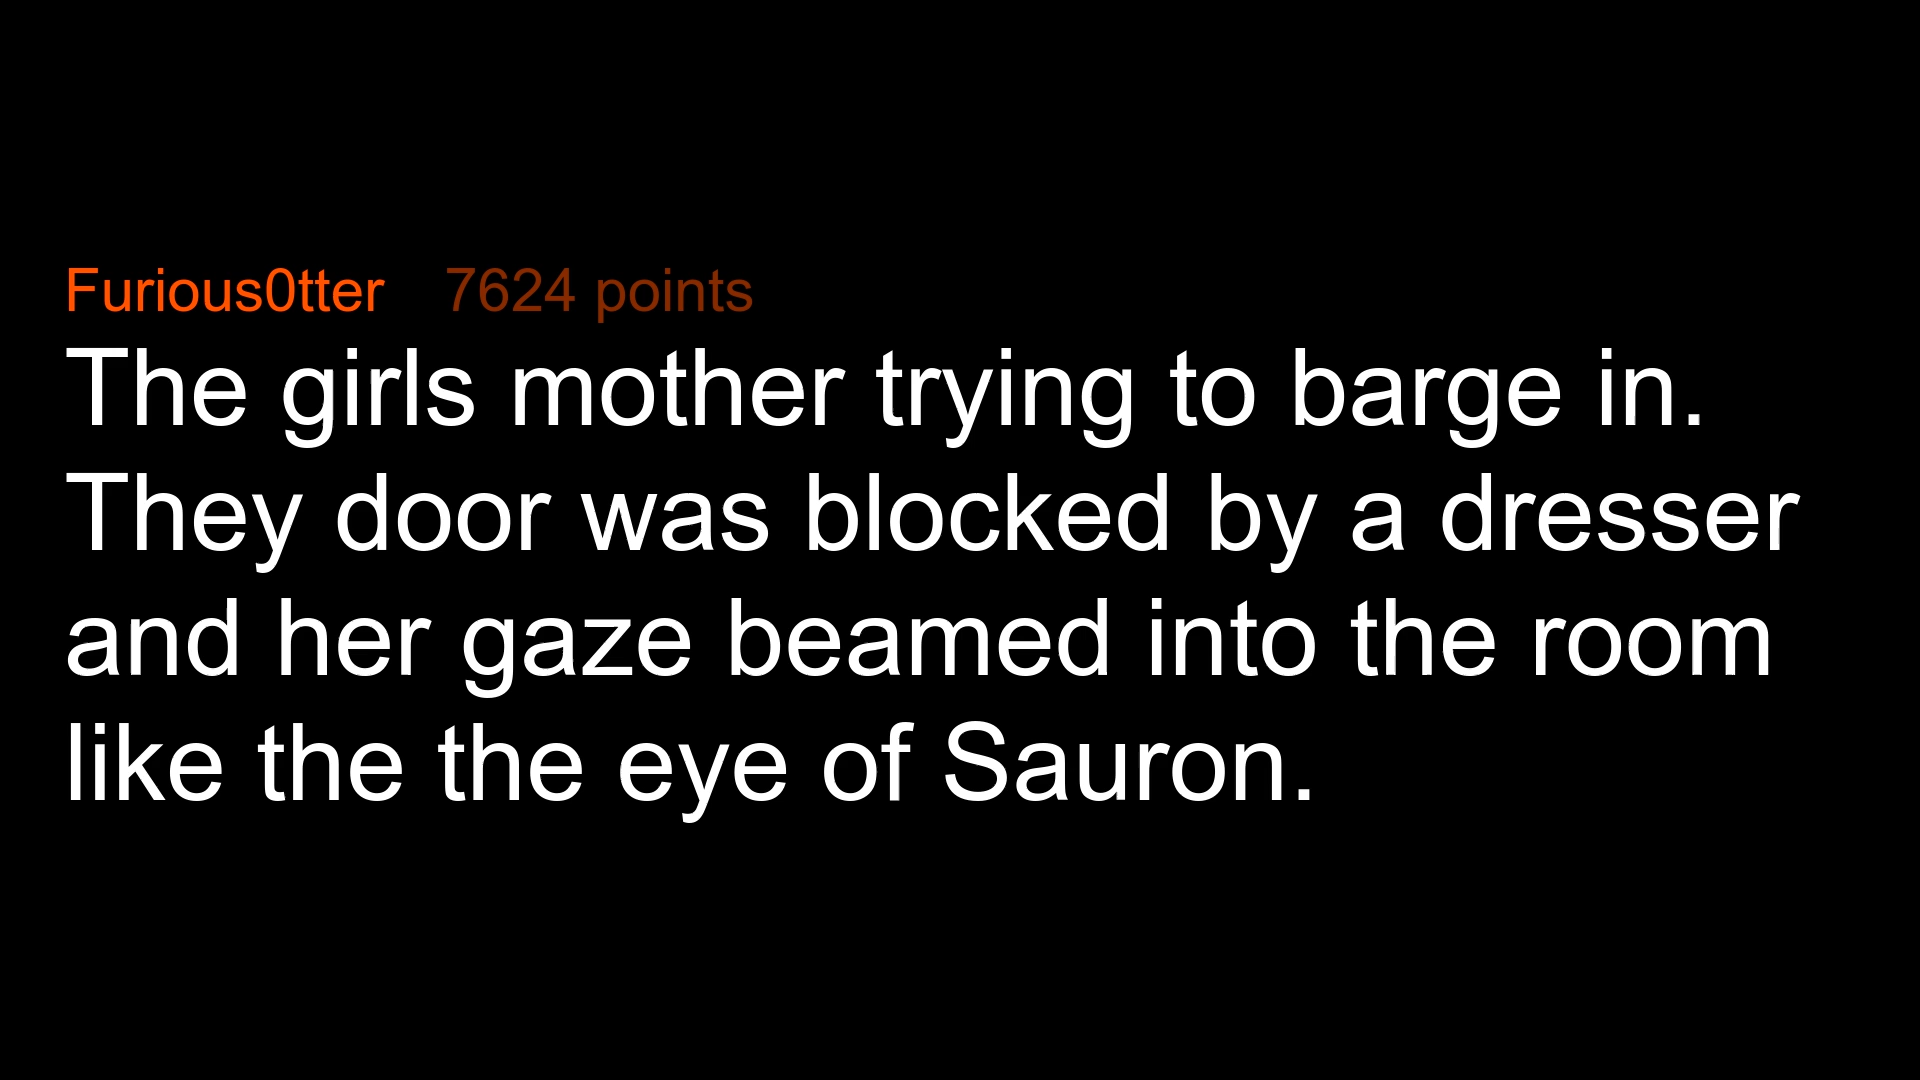 Furious0tter 7624 points
The girls mother trying to barge in.
They door was blocked by a dresser
and her gaze beamed into the room
like the the eye of Sauron.